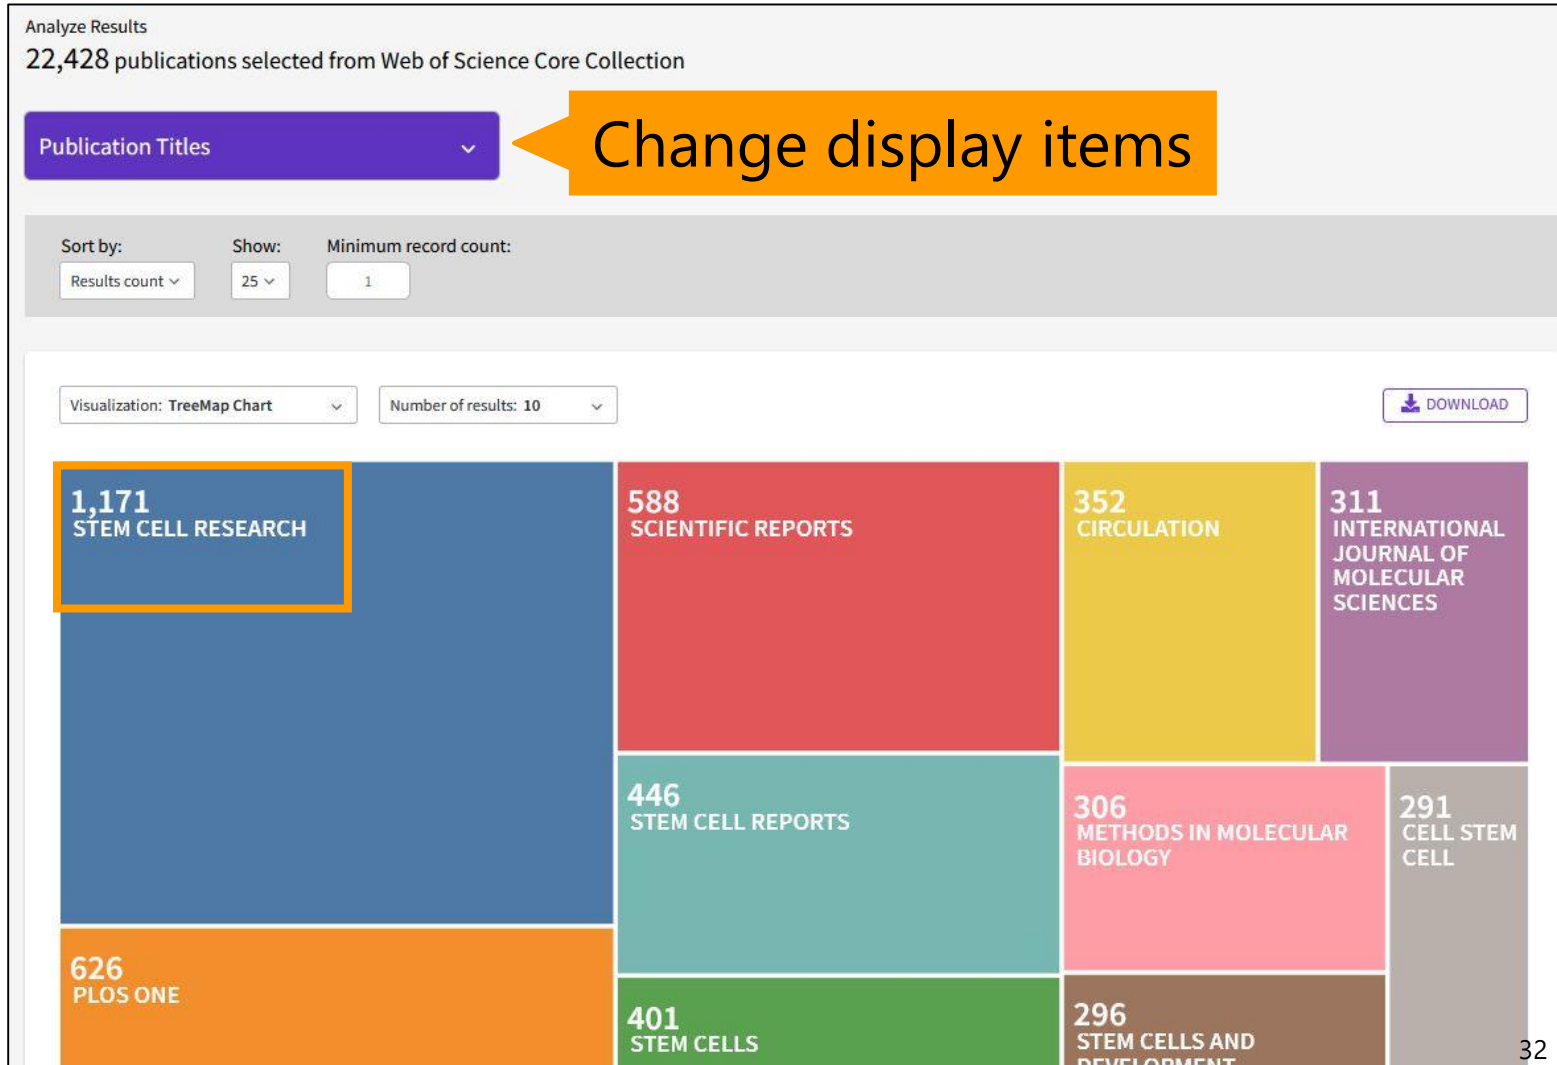 Analyze Results
22,428 publications selected from Web of Science Core Collection
Publication Titles
Change display items
Sort by:
Show:
Minimum record count:
Results count
25
1
Visualization: TreeMap Chart
Number of results: 10
DOWNLOAD
1,171
STEM CELL RESEARCH
588
SCIENTIFIC REPORTS
352
CIRCULATION
311
INTERNATIONAL
JOURNAL OF
MOLECULAR
SCIENCES
446
STEM CELL REPORTS
306
METHODS IN MOLECULAR
BIOLOGY
291
CELL STEM
CELL
626
PLOS ONE
401
STEM CELLS
296
STEM CELLS AND
DEVELOPMENT
32